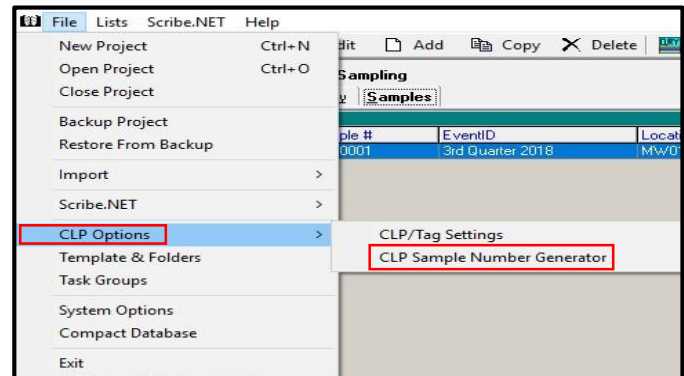 File Lists Scribe.NET Help
New Project Ctrl+N
Open Project Ctrl+O
Close Project
Backup Project
Restore From Backup
Import >
Scribe.NET >
CLP Options >
Template & Folders
Task Groups
System Options
Compact Database
Exit
CLP/Tag Settings
CLP Sample Number Generator
dit Add Copy Delete
Sampling
Samples
ple # EventID Locati
0001 3rd Quarter 2018 MW0